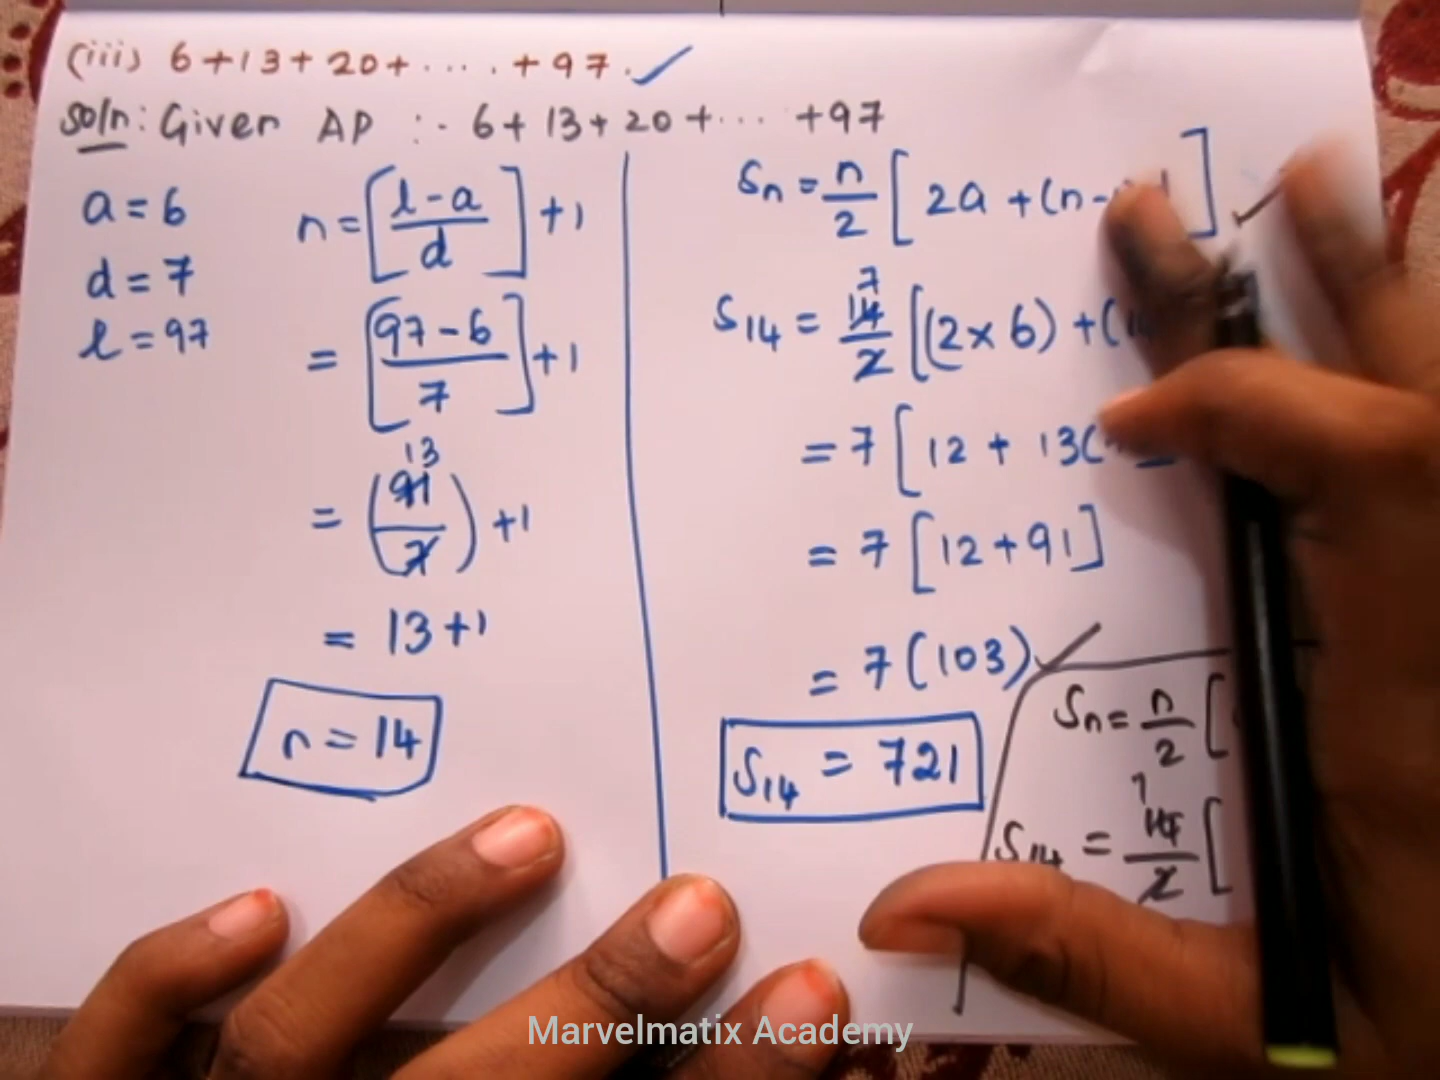 (iii) 6+13+20+.....+97.
Soln: Given AP :- 6+13+20+....+97
a=6
d=7
l=97
n=[l-a/d]+1
=[97-6/7]+1
13
=(91/7)+1
= 13+1
n=14
Sn=n/2[2a+(n-
7
S14=14/2[(2x6)+(
=7[12+13(
=7[12+91]
=7(103)
S14=721
Sn=n/2[
7
S14=14/2[
Marvelmatix Academy